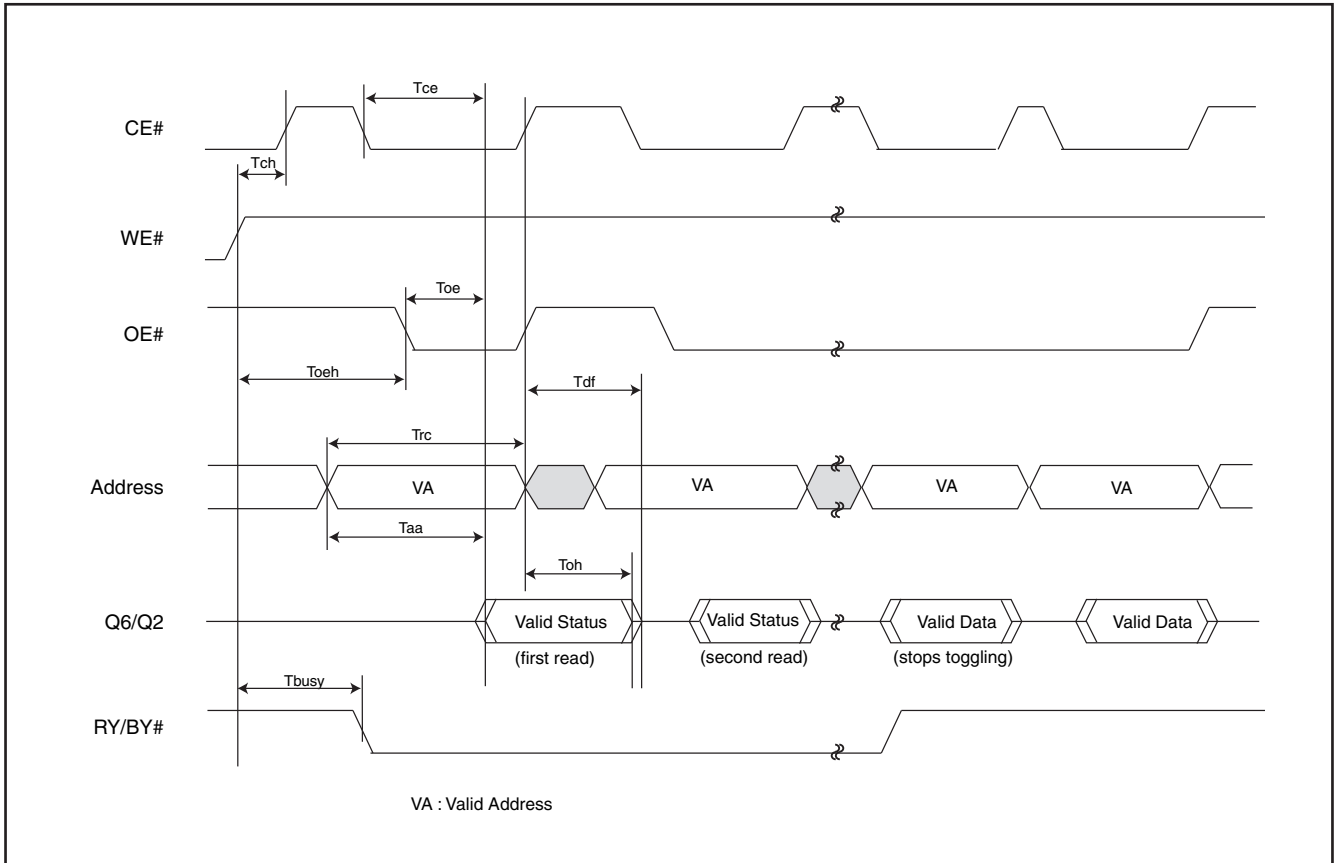 Tce
CE#
Tch
WE#
Toe
OE#
Toeh
Tdf
Trc
Address
VA
VA
VA
VA
Taa
Toh
Q6/Q2
Valid Status
Valid Status
Valid Data
Valid Data
(first read)
(second read)
(stops toggling)
Tbusy
RY/BY#
VA : Valid Address